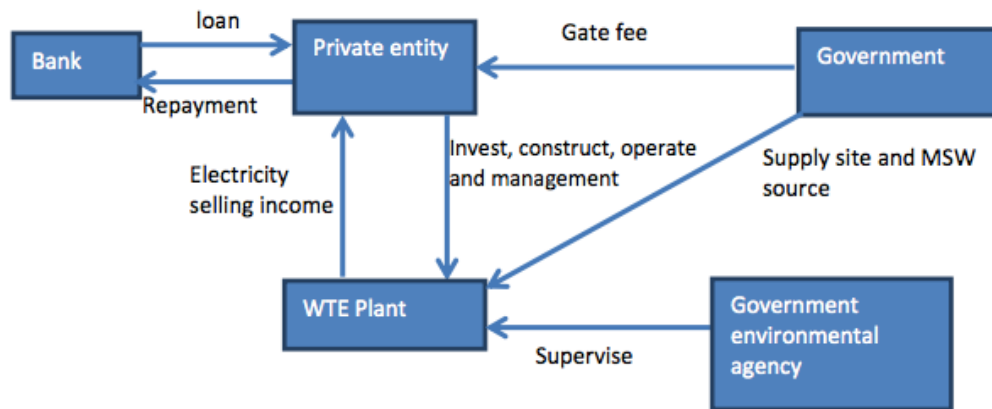 loan
Bank
Private entity
Gate fee
Government
Repayment
Invest, construct, operate
and management
Supply site and MSW
source
Electricity
selling income
WTE Plant
Government
environmental
agency
Supervise